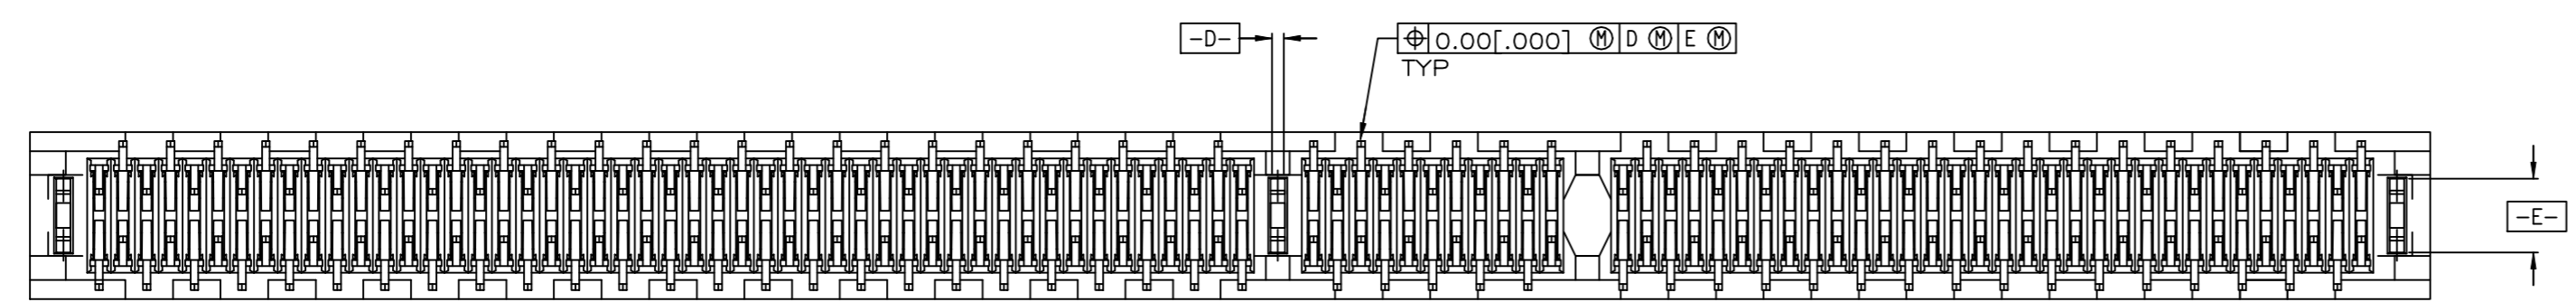 -D-
⌖ 0.00[.000] Ⓜ D Ⓜ E Ⓜ
TYP
-E-